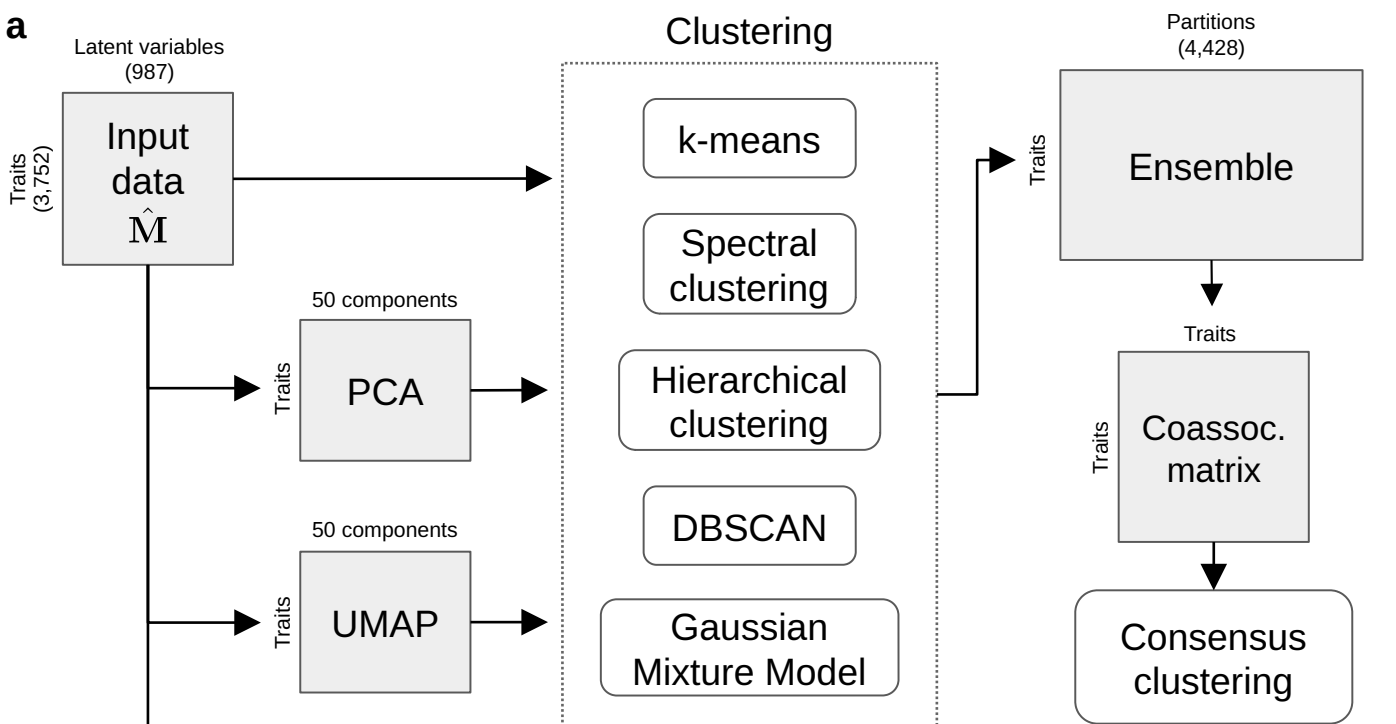 a
Latent variables
(987)
Traits
(3,752)
Input
data
M̂
50 components
Traits
PCA
50 components
Traits
UMAP
Clustering
k-means
Spectral
clustering
Hierarchical
clustering
DBSCAN
Gaussian
Mixture Model
Partitions
(4,428)
Traits
Ensemble
Traits
Traits
Coassoc.
matrix
Consensus
clustering